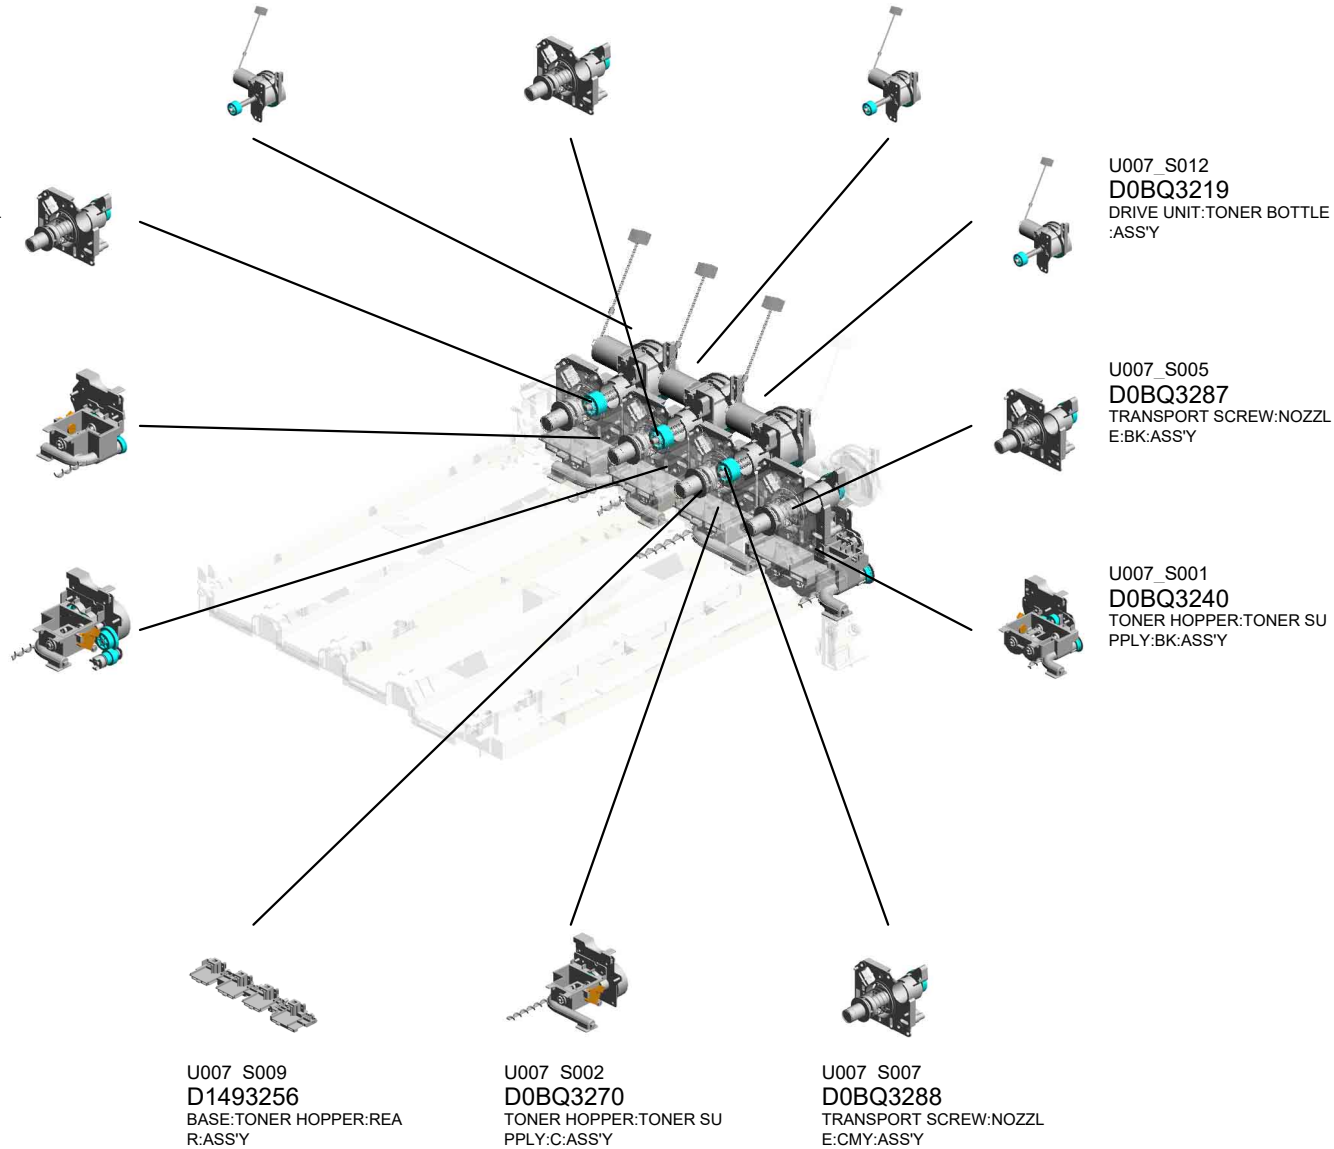 U007_S012
D0BQ3219
DRIVE UNIT:TONER BOTTLE
:ASS'Y
U007_S005
D0BQ3287
TRANSPORT SCREW:NOZZL
E:BK:ASS'Y
U007_S001
D0BQ3240
TONER HOPPER:TONER SU
PPLY:BK:ASS'Y
U007_S009
D1493256
BASE:TONER HOPPER:REA
R:ASS'Y
U007_S002
D0BQ3270
TONER HOPPER:TONER SU
PPLY:C:ASS'Y
U007_S007
D0BQ3288
TRANSPORT SCREW:NOZZL
E:CMY:ASS'Y